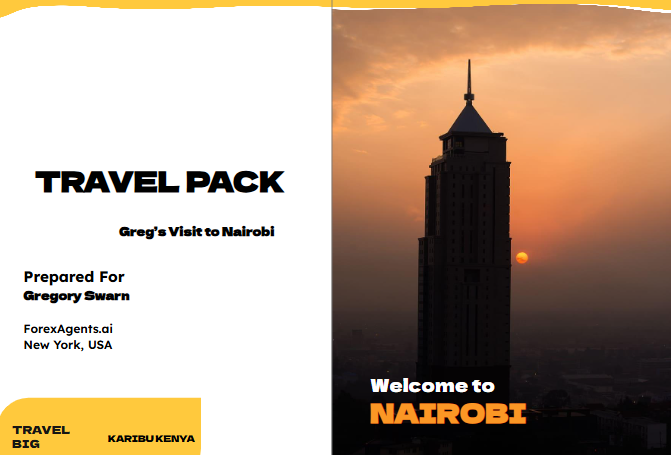 TRAVEL PACK
Greg's Visit to Nairobi
Prepared For
Gregory Swarn
ForexAgents.ai
New York, USA
TRAVEL
BIG
KARIBU KENYA
Welcome to
NAIROBI